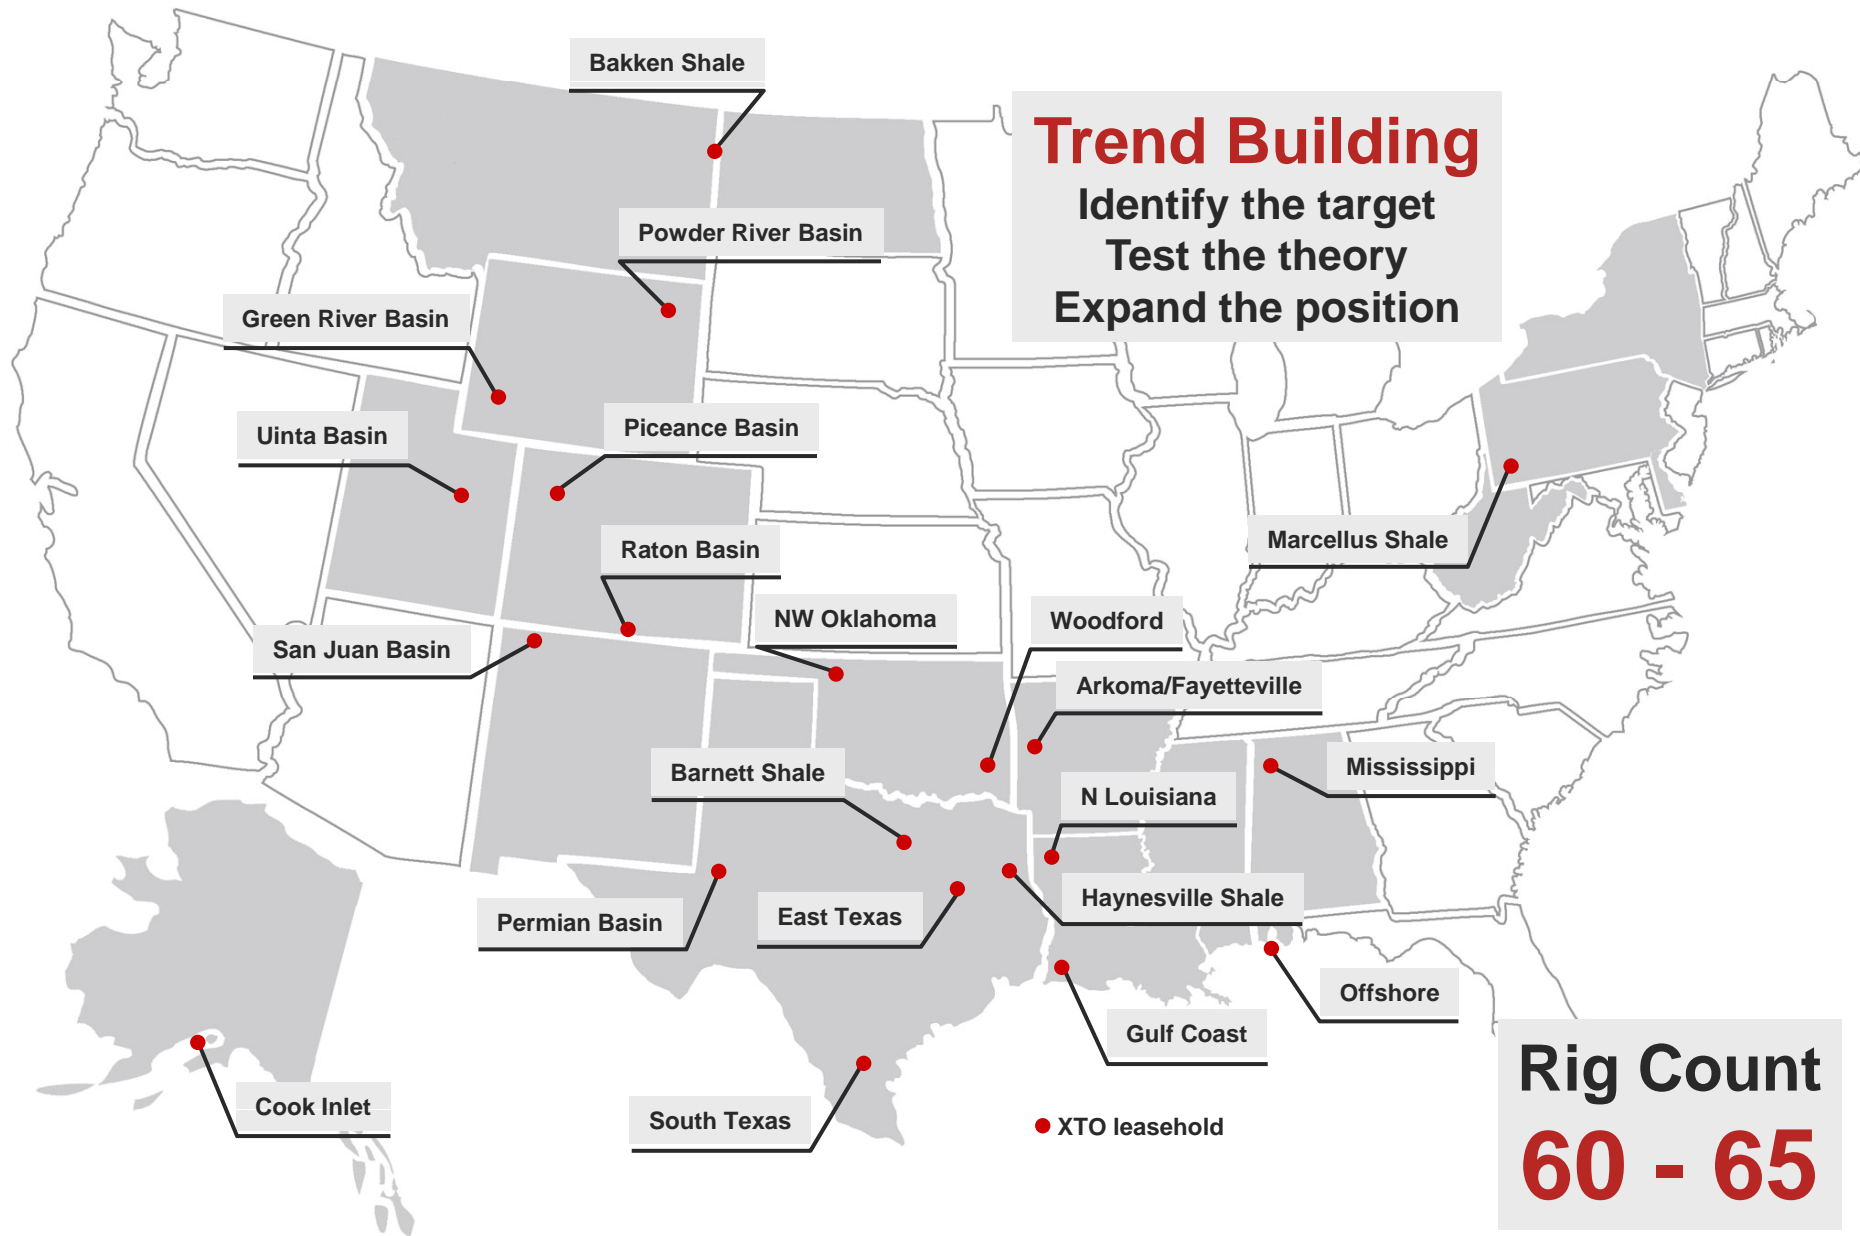 Bakken Shale
Trend Building
Identify the target
Test the theory
Expand the position
Powder River Basin
Green River Basin
Uinta Basin
Piceance Basin
Marcellus Shale
Raton Basin
NW Oklahoma
Woodford
San Juan Basin
Arkoma/Fayetteville
Barnett Shale
Mississippi
N Louisiana
Haynesville Shale
Permian Basin
East Texas
Offshore
Gulf Coast
Cook Inlet
South Texas
XTO leasehold
Rig Count
60 - 65